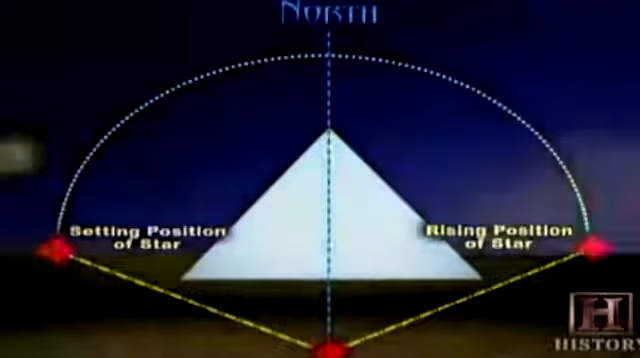 NORTH
Setting Position
of Star
Rising Position
of Star
H
HISTORY